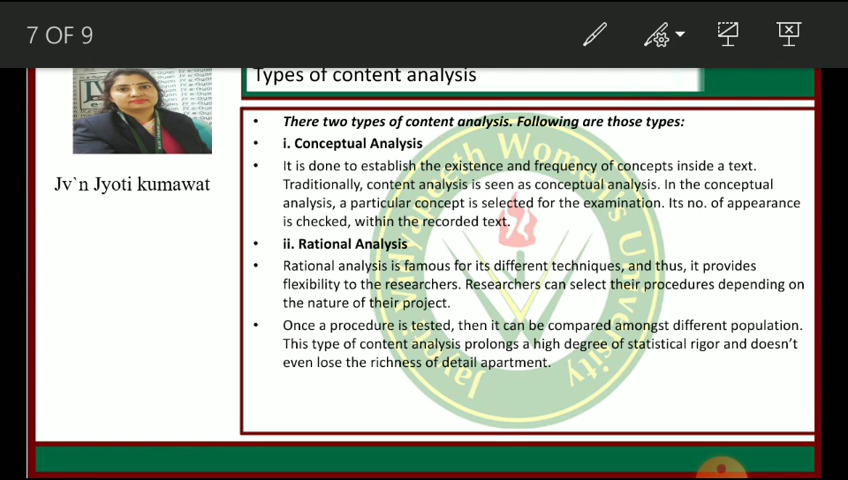 7 OF 9
Types of content analysis
Jv`n Jyoti kumawat
• There two types of content analysis. Following are those types:
• i. Conceptual Analysis
• It is done to establish the existence and frequency of concepts inside a text.
Traditionally, content analysis is seen as conceptual analysis. In the conceptual
analysis, a particular concept is selected for the examination. Its no. of appearance
is checked, within the recorded text.
• ii. Rational Analysis
• Rational analysis is famous for its different techniques, and thus, it provides
flexibility to the researchers. Researchers can select their procedures depending on
the nature of their project.
• Once a procedure is tested, then it can be compared amongst different population.
This type of content analysis prolongs a high degree of statistical rigor and doesn't
even lose the richness of detail apartment.
Vidyapeeth Women's University